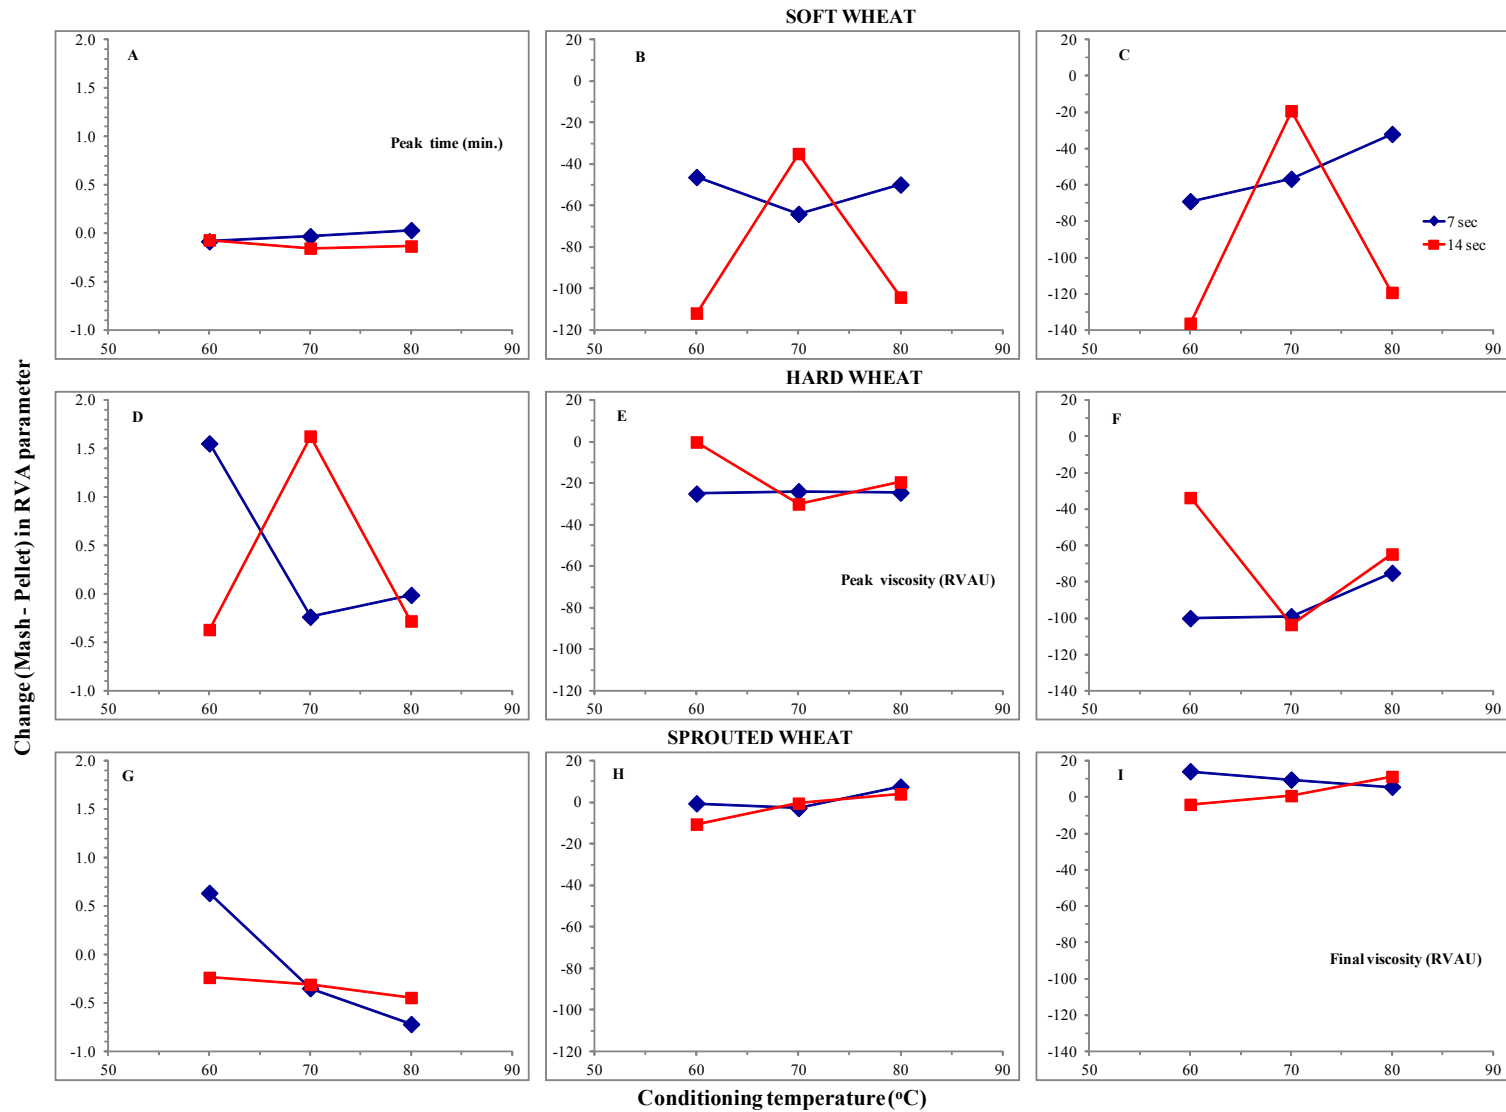 SOFT WHEAT
A
2.0
1.5
1.0
0.5
0.0
-0.5
-1.0
50 60 70 80 90
Peak time (min.)
B
20
0
-20
-40
-60
-80
-100
-120
50 60 70 80 90
C
20
0
-20
-40
-60
-80
-100
-120
-140
50 60 70 80 90
7 sec
14 sec
HARD WHEAT
D
2.0
1.5
1.0
0.5
0.0
-0.5
-1.0
50 60 70 80 90
E
20
0
-20
-40
-60
-80
-100
-120
50 60 70 80 90
Peak viscosity (RVAU)
F
20
0
-20
-40
-60
-80
-100
-120
-140
50 60 70 80 90
SPROUTED WHEAT
G
2.0
1.5
1.0
0.5
0.0
-0.5
-1.0
50 60 70 80 90
H
20
0
-20
-40
-60
-80
-100
-120
50 60 70 80 90
I
20
0
-20
-40
-60
-80
-100
-120
-140
50 60 70 80 90
Final viscosity (RVAU)
Change (Mash - Pellet) in RVA parameter
Conditioning temperature (oC)